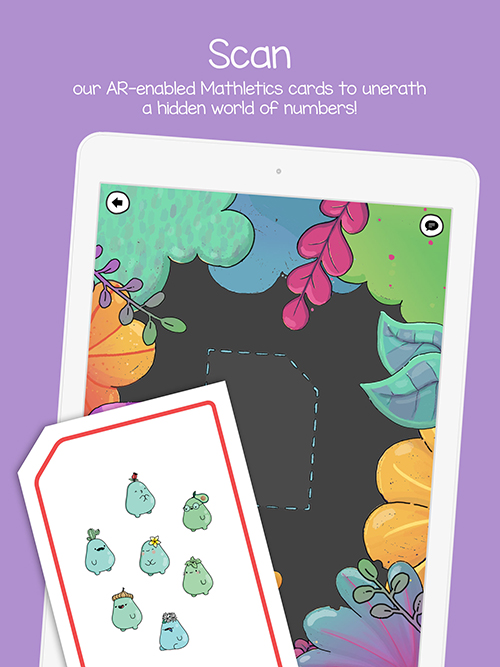 Scan
our AR-enabled Mathletics cards to unerath
a hidden world of numbers!